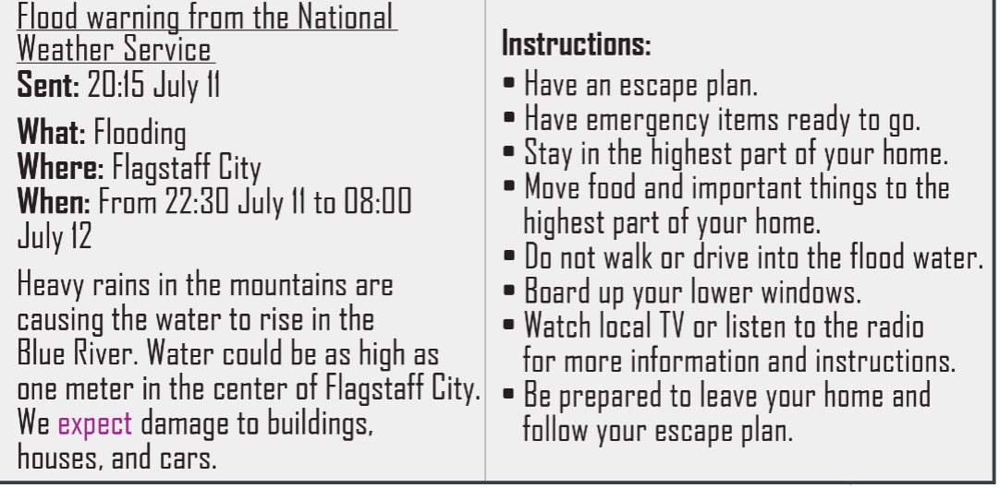 Flood warning from the National
Weather Service
Sent: 20:15 July 11
What: Flooding
Where: Flagstaff City
When: From 22:30 July 11 to 08:00
July 12
Heavy rains in the mountains are
causing the water to rise in the
Blue River. Water could be as high as
one meter in the center of Flagstaff City.
We expect damage to buildings,
houses, and cars.
Instructions:
▪ Have an escape plan.
▪ Have emergency items ready to go.
▪ Stay in the highest part of your home.
▪ Move food and important things to the
highest part of your home.
▪ Do not walk or drive into the flood water.
▪ Board up your lower windows.
▪ Watch local TV or listen to the radio
for more information and instructions.
▪ Be prepared to leave your home and
follow your escape plan.